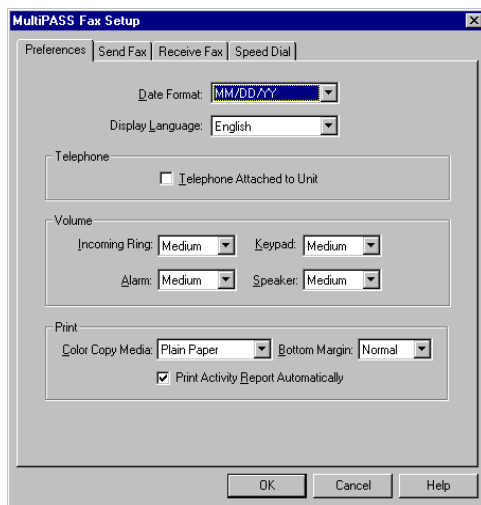 MultiPASS Fax Setup
Preferences Send Fax Receive Fax Speed Dial
Date Format: MM/DD/YY
Display Language: English
Telephone
Telephone Attached to Unit
Volume
Incoming Ring: Medium Keypad: Medium
Alarm: Medium Speaker: Medium
Print
Color Copy Media: Plain Paper Bottom Margin: Normal
Print Activity Report Automatically
OK Cancel Help